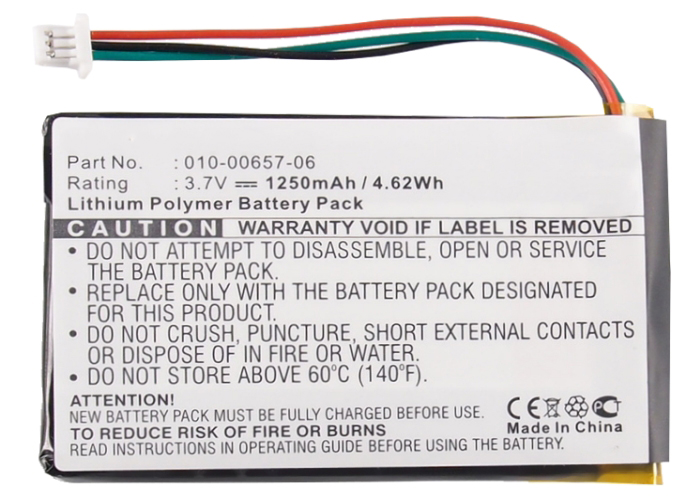 Part No. : 010-00657-06
Rating : 3.7V ⎓ 1250mAh / 4.62Wh
Lithium Polymer Battery Pack
CAUTION WARRANTY VOID IF LABEL IS REMOVED
• DO NOT ATTEMPT TO DISASSEMBLE, OPEN OR SERVICE
THE BATTERY PACK.
• REPLACE ONLY WITH THE BATTERY PACK DESIGNATED
FOR THIS PRODUCT.
• DO NOT CRUSH, PUNCTURE, SHORT EXTERNAL CONTACTS
OR DISPOSE OF IN FIRE OR WATER.
• DO NOT STORE ABOVE 60°C (140°F).
ATTENTION!
NEW BATTERY PACK MUST BE FULLY CHARGED BEFORE USE.
TO REDUCE RISK OF FIRE OR BURNS
READ INSTRUCTIONS IN OPERATING GUIDE BEFORE USING THE BATTERY.
CE
Made In China